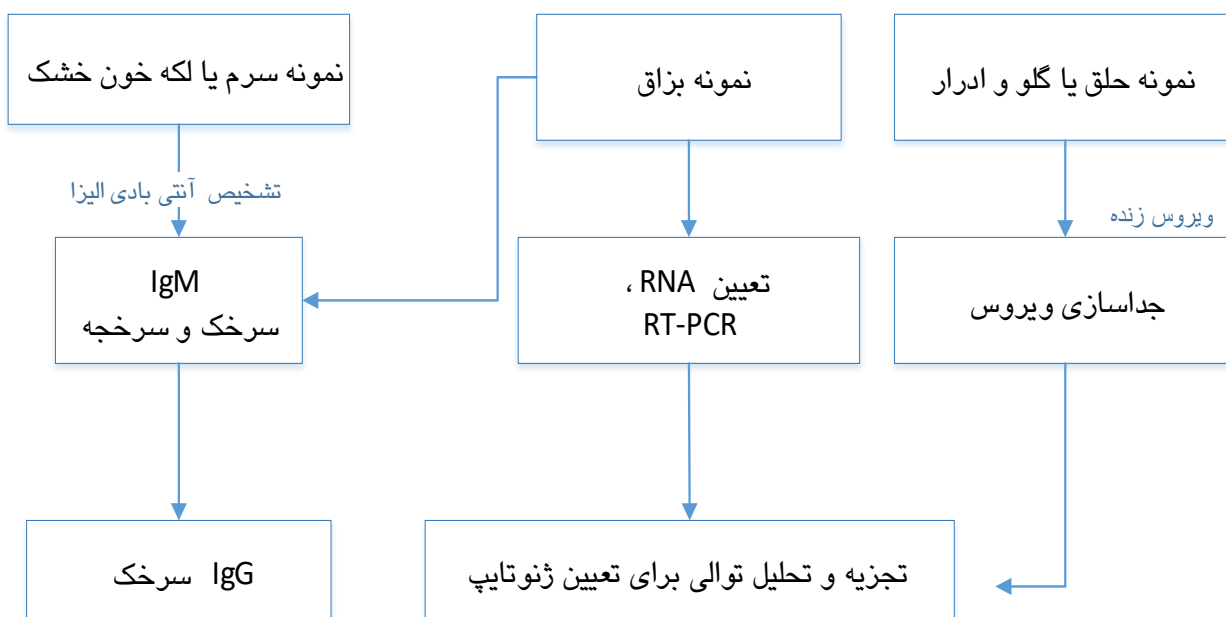 نمونه حلق یا گلو و ادرار
نمونه بزاق
نمونه سرم یا لکه خون خشک
ویروس زنده
تشخیص آنتی بادی الیزا
جداسازی ویروس
تعیین RNA ،
RT-PCR
IgM
سرخک و سرخجه
تجزیه و تحلیل توالی برای تعیین ژنوتایپ
IgG سرخک